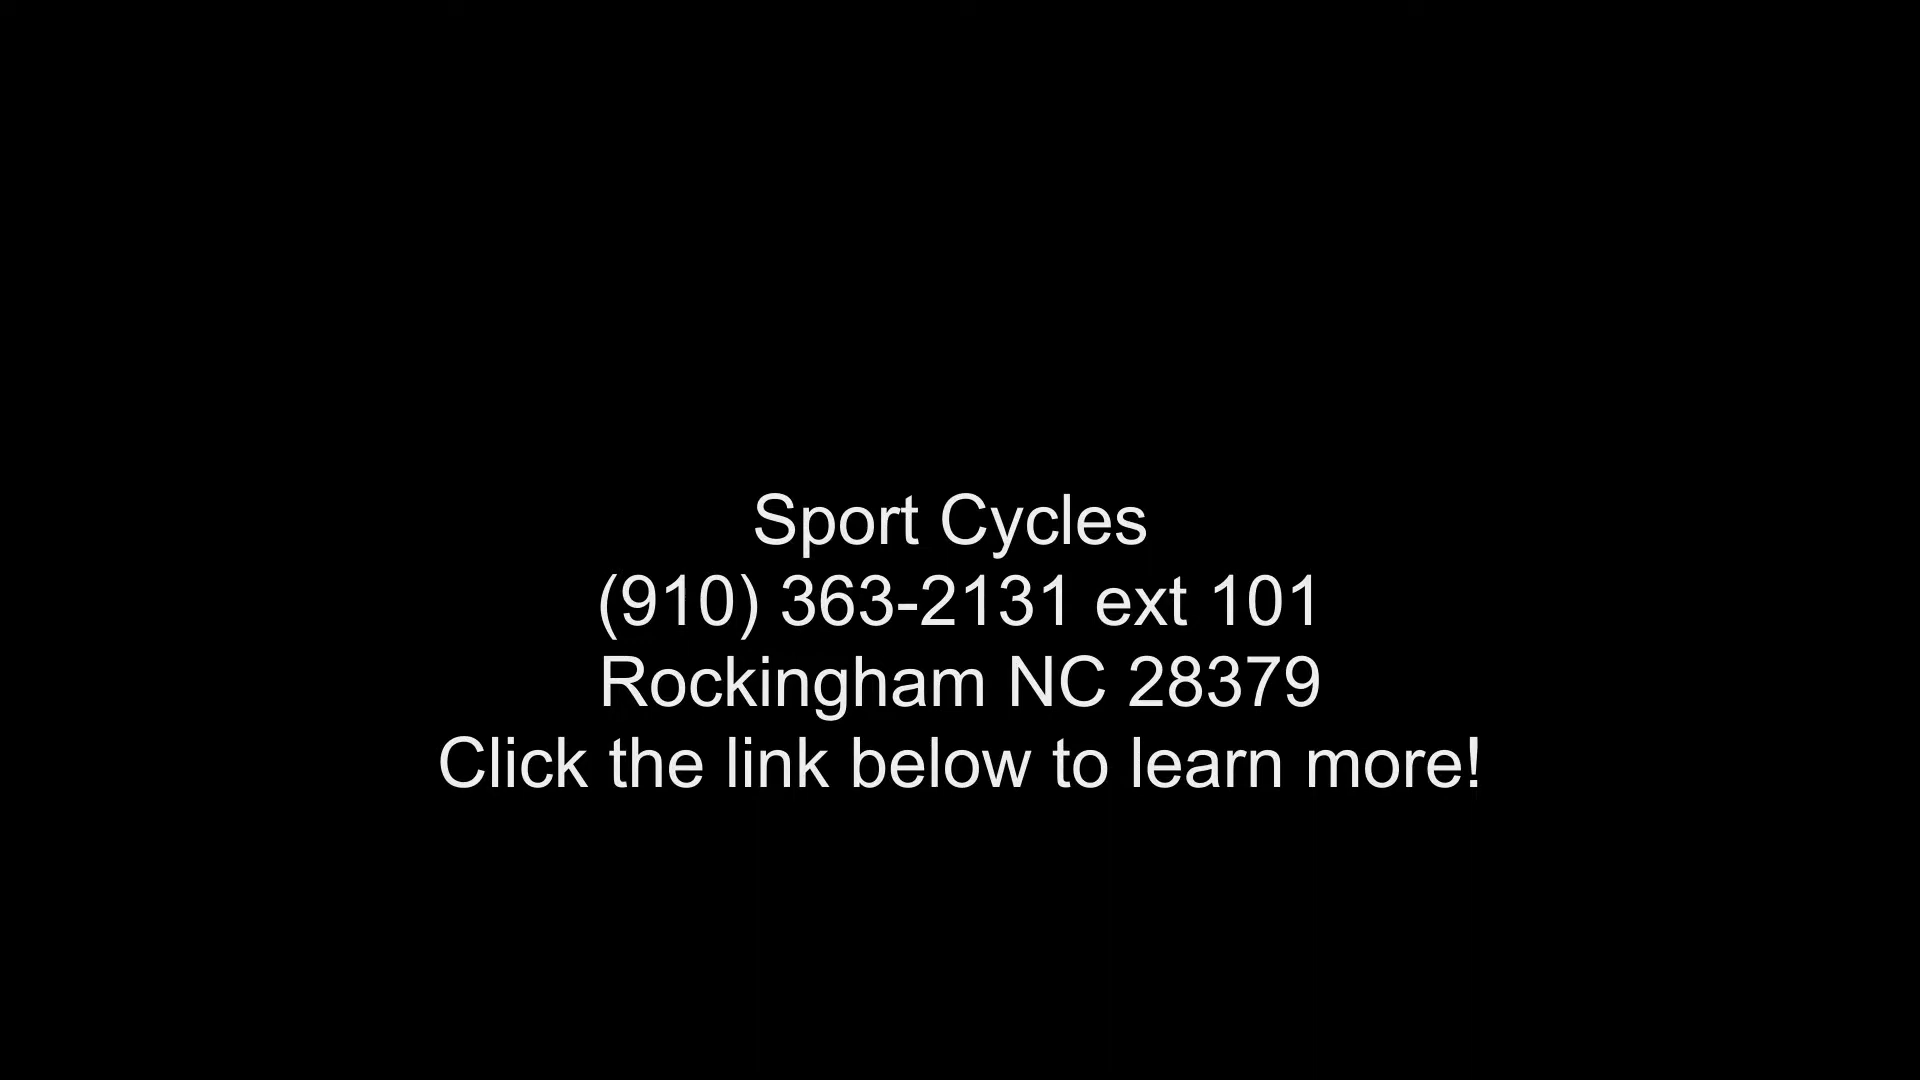 Sport Cycles
(910) 363-2131 ext 101
Rockingham NC 28379
Click the link below to learn more!